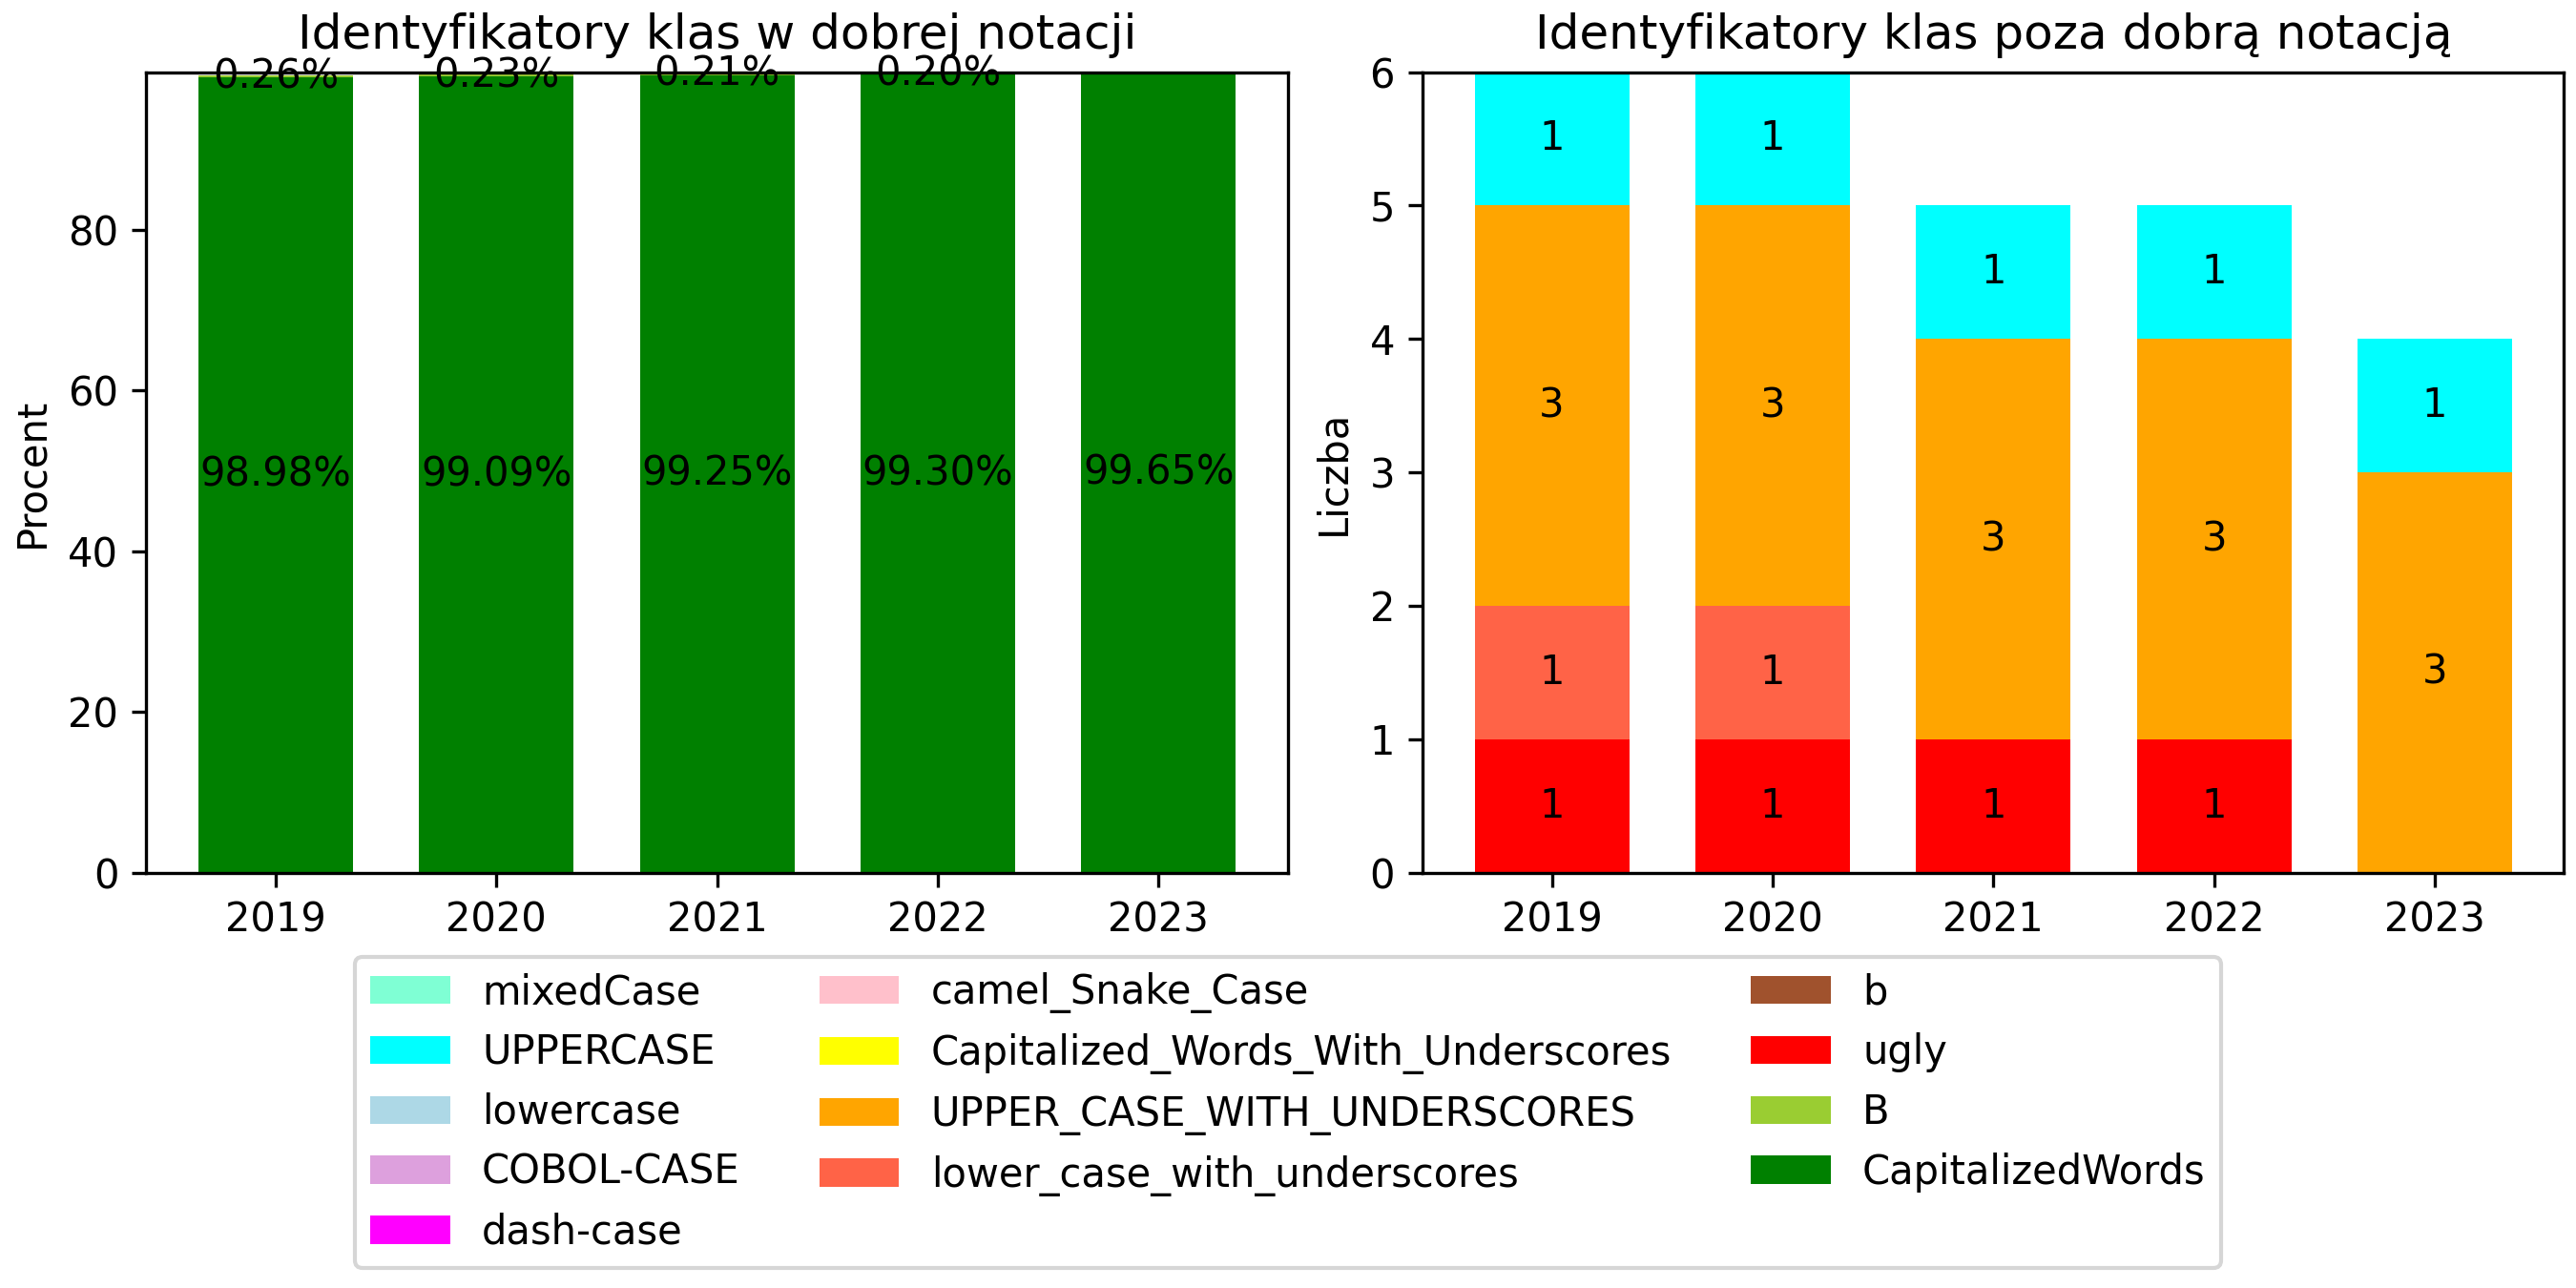 Identyfikatory klas w dobrej notacji
0.26% 0.23% 0.21% 0.20%
98.98% 99.09% 99.25% 99.30% 99.65%
Procent
80
60
40
20
0
2019 2020 2021 2022 2023
Identyfikatory klas poza dobrą notacją
Liczba
6
5
4
3
2
1
0
1 1
1 1
3 3 1
3 3
1 1 3
1 1 1 1
2019 2020 2021 2022 2023
mixedCase
UPPERCASE
lowercase
COBOL-CASE
dash-case
camel_Snake_Case
Capitalized_Words_With_Underscores
UPPER_CASE_WITH_UNDERSCORES
lower_case_with_underscores
b
ugly
B
CapitalizedWords